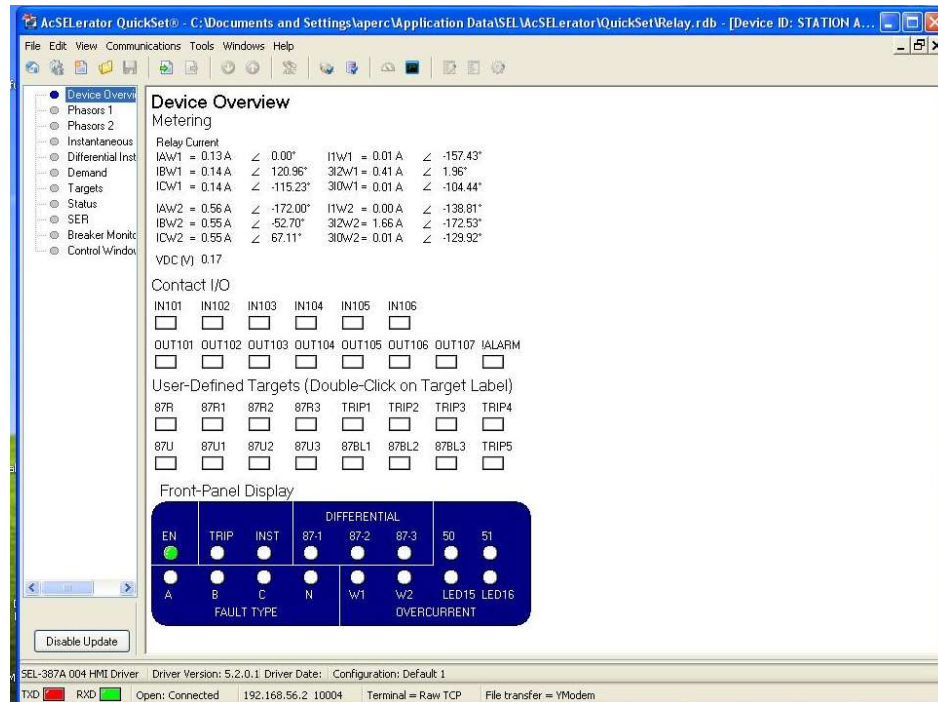 AcSELerator QuickSet® - C:\Documents and Settings\aperc\Application Data\SEL\AcSELerator\QuickSet\Relay.rdb - [Device ID: STATION A...
File Edit View Communications Tools Windows Help
Device Overvi
Phasors 1
Phasors 2
Instantaneous
Differential Inst
Demand
Targets
Status
SER
Breaker Monito
Control Window
Disable Update
Device Overview
Metering
Relay Current
IAW1 = 0.13 A ∠ 0.00° I1W1 = 0.01 A ∠ -157.43°
IBW1 = 0.14 A ∠ 120.96° 3I2W1 = 0.41 A ∠ 1.96°
ICW1 = 0.14 A ∠ -115.23° 3I0W1 = 0.01 A ∠ -104.44°
IAW2 = 0.56 A ∠ -172.00° I1W2 = 0.00 A ∠ -138.81°
IBW2 = 0.55 A ∠ -52.70° 3I2W2 = 1.66 A ∠ -172.53°
ICW2 = 0.55 A ∠ 67.11° 3I0W2 = 0.01 A ∠ -129.92°
VDC (V) 0.17
Contact I/O
IN101 IN102 IN103 IN104 IN105 IN106
OUT101 OUT102 OUT103 OUT104 OUT105 OUT106 OUT107 !ALARM
User-Defined Targets (Double-Click on Target Label)
87R 87R1 87R2 87R3 TRIP1 TRIP2 TRIP3 TRIP4
87U 87U1 87U2 87U3 87BL1 87BL2 87BL3 TRIP5
Front-Panel Display
DIFFERENTIAL
EN TRIP INST 87-1 87-2 87-3 50 51
A B C N W1 W2 LED15 LED16
FAULT TYPE OVERCURRENT
SEL-387A 004 HMI Driver Driver Version: 5.2.0.1 Driver Date: Configuration: Default 1
TXD RXD Open: Connected 192.168.56.2 10004 Terminal = Raw TCP File transfer = YModem